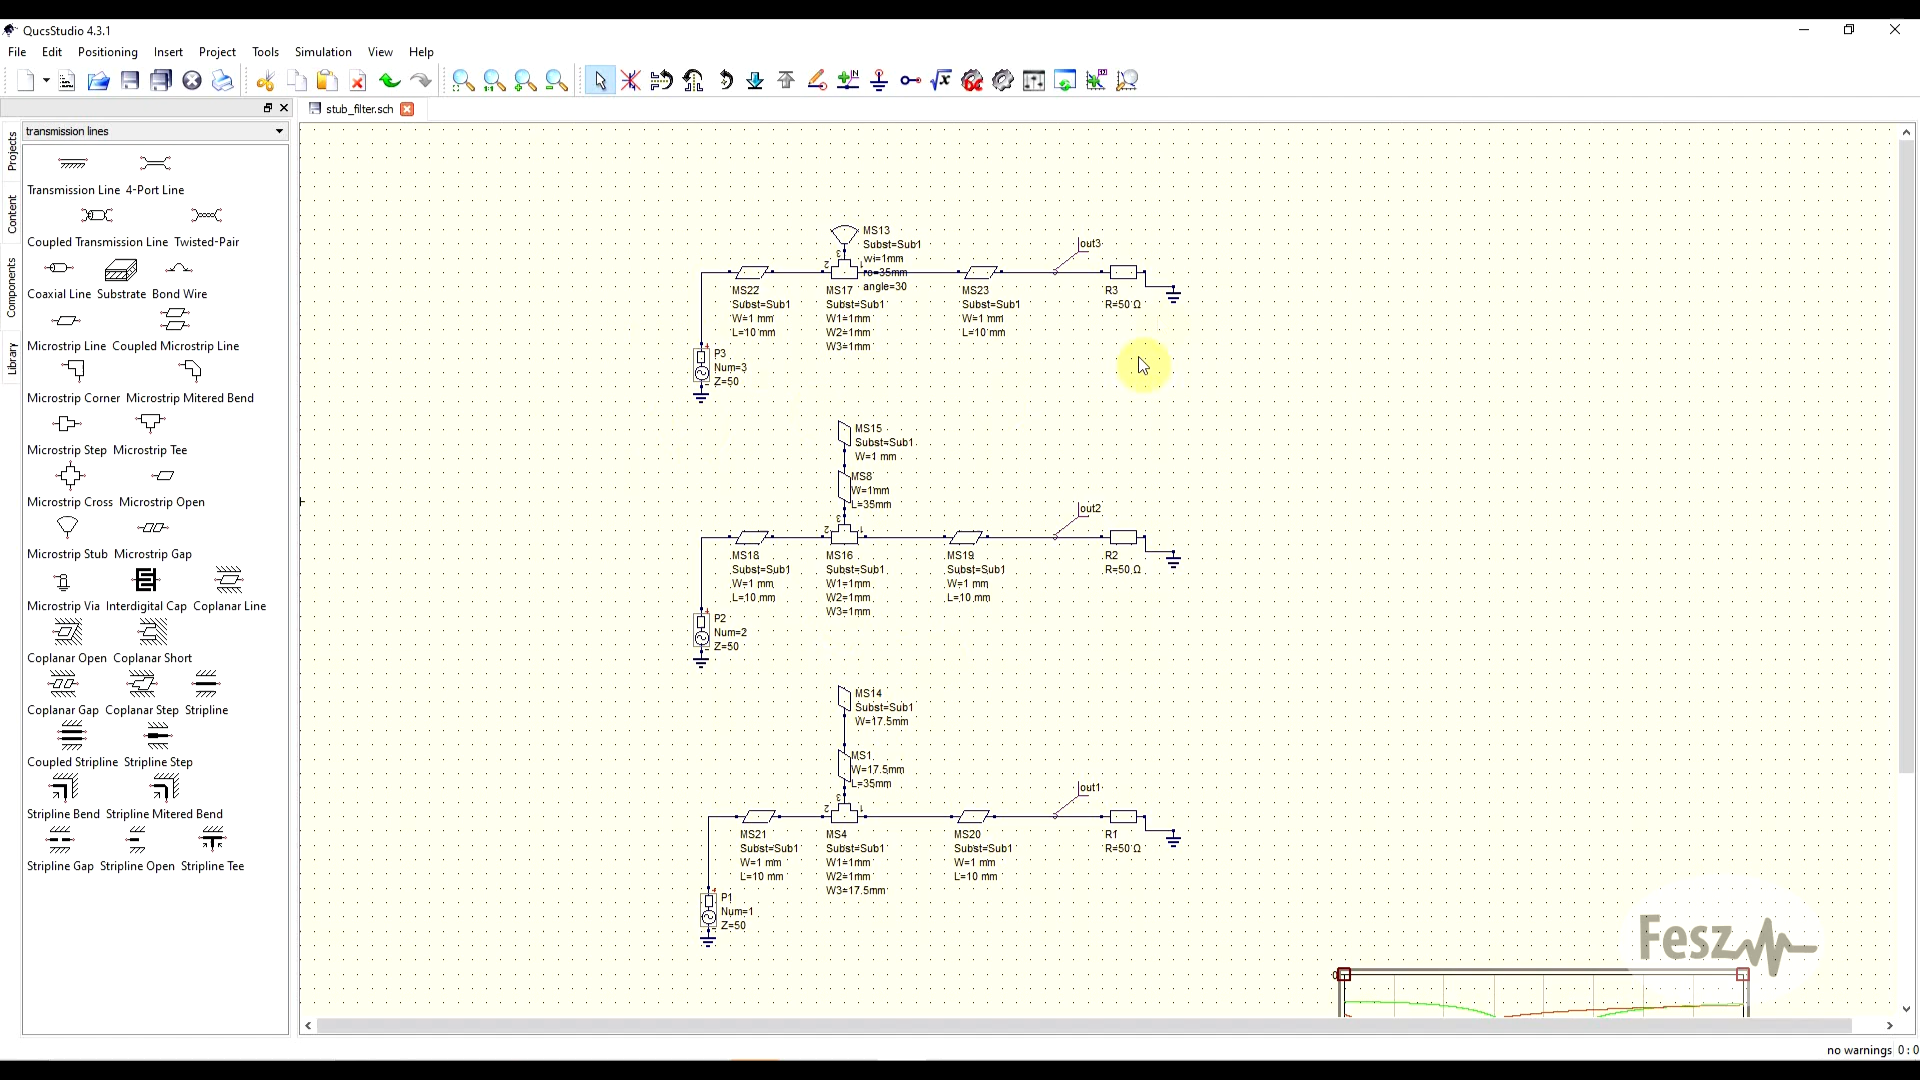 QucsStudio 4.3.1
File Edit Positioning Insert Project Tools Simulation View Help
stub_filter.sch
Projects
Content
Components
Library
transmission lines
Transmission Line 4-Port Line
Coupled Transmission Line Twisted-Pair
Coaxial Line Substrate Bond Wire
Microstrip Line Coupled Microstrip Line
Microstrip Corner Microstrip Mitered Bend
Microstrip Step Microstrip Tee
Microstrip Cross Microstrip Open
Microstrip Stub Microstrip Gap
Microstrip Via Interdigital Cap Coplanar Line
Coplanar Open Coplanar Short
Coplanar Gap Coplanar Step Stripline
Coupled Stripline Stripline Step
Stripline Bend Stripline Mitered Bend
Stripline Gap Stripline Open Stripline Tee
MS13
Subst=Sub1
wi=1mm
ro=35mm
angle=30
3
2
1
out3
MS22
Subst=Sub1
W=1 mm
L=10 mm
MS17
Subst=Sub1
W1=1mm
W2=1mm
W3=1mm
MS23
Subst=Sub1
W=1 mm
L=10 mm
R3
R=50 Ω
P3
Num=3
Z=50
MS15
Subst=Sub1
W=1 mm
MS8
W=1mm
L=35mm
3
2
1
out2
MS18
Subst=Sub1
W=1 mm
L=10 mm
MS16
Subst=Sub1
W1=1mm
W2=1mm
W3=1mm
MS19
Subst=Sub1
W=1 mm
L=10 mm
R2
R=50 Ω
P2
Num=2
Z=50
MS14
Subst=Sub1
W=17.5mm
MS1
W=17.5mm
L=35mm
3
2
1
out1
MS21
Subst=Sub1
W=1 mm
L=10 mm
MS4
Subst=Sub1
W1=1mm
W2=1mm
W3=17.5mm
MS20
Subst=Sub1
W=1 mm
L=10 mm
R1
R=50 Ω
P1
Num=1
Z=50
Fesz
0
no warnings 0 : 0